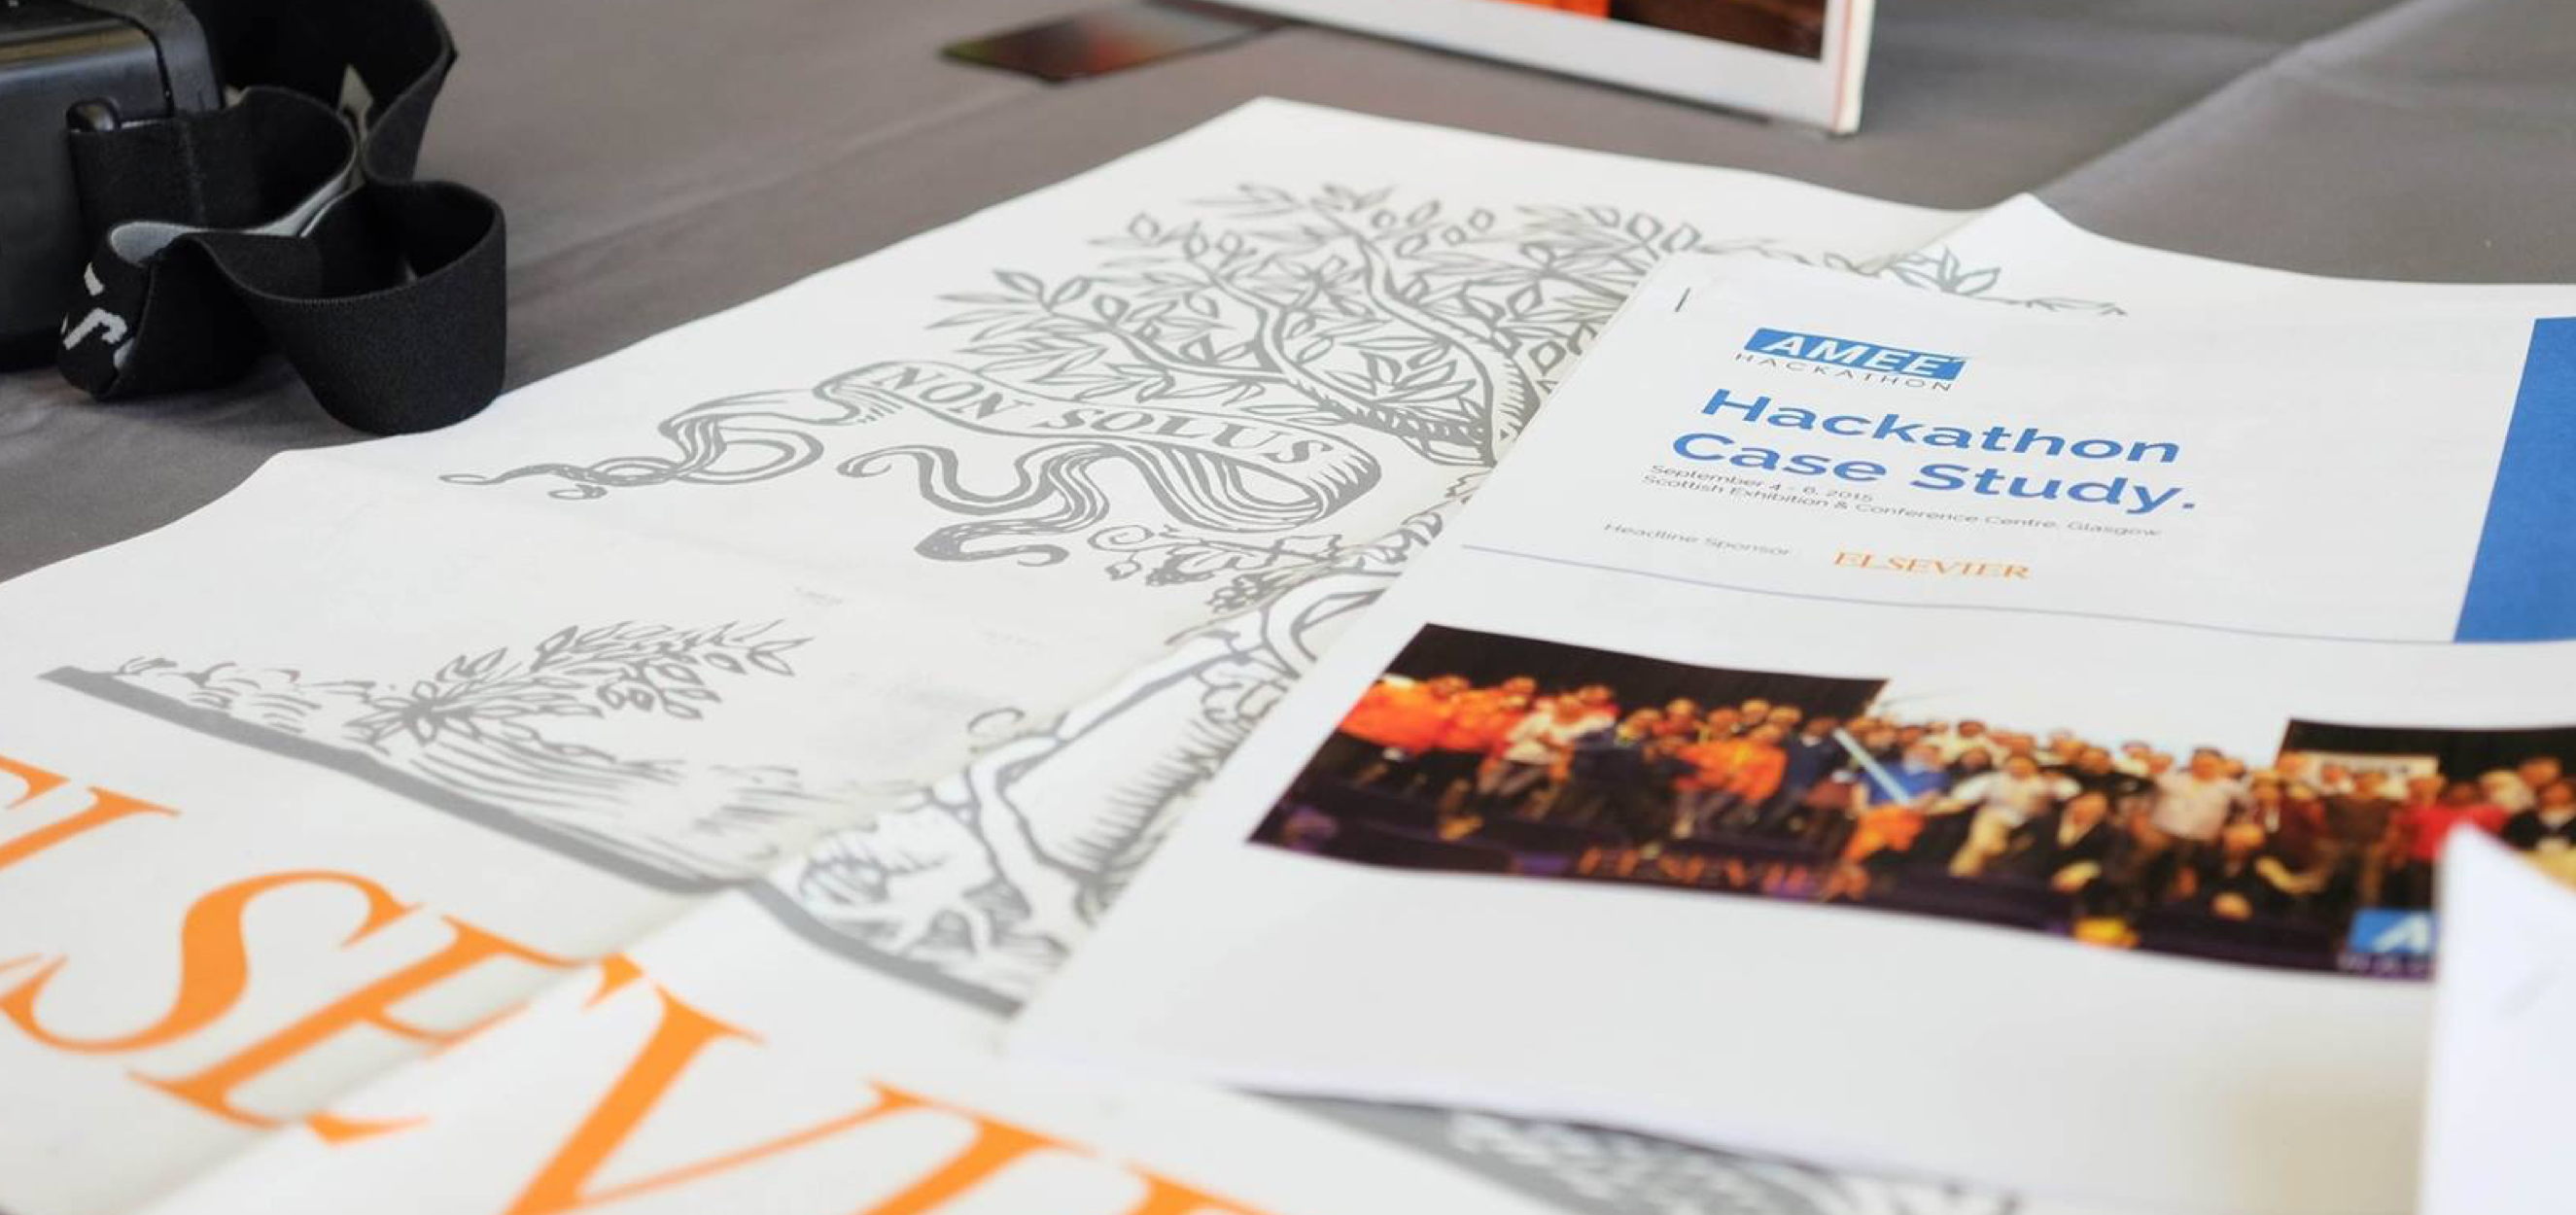 NON SOLUS
AMEE
HACKATHON
Hackathon
Case Study.
September 4 - 6, 2015
Scottish Exhibition & Conference Centre, Glasgow
Headline Sponsor
ELSEVIER
ELSEVIER
ELSEVIE